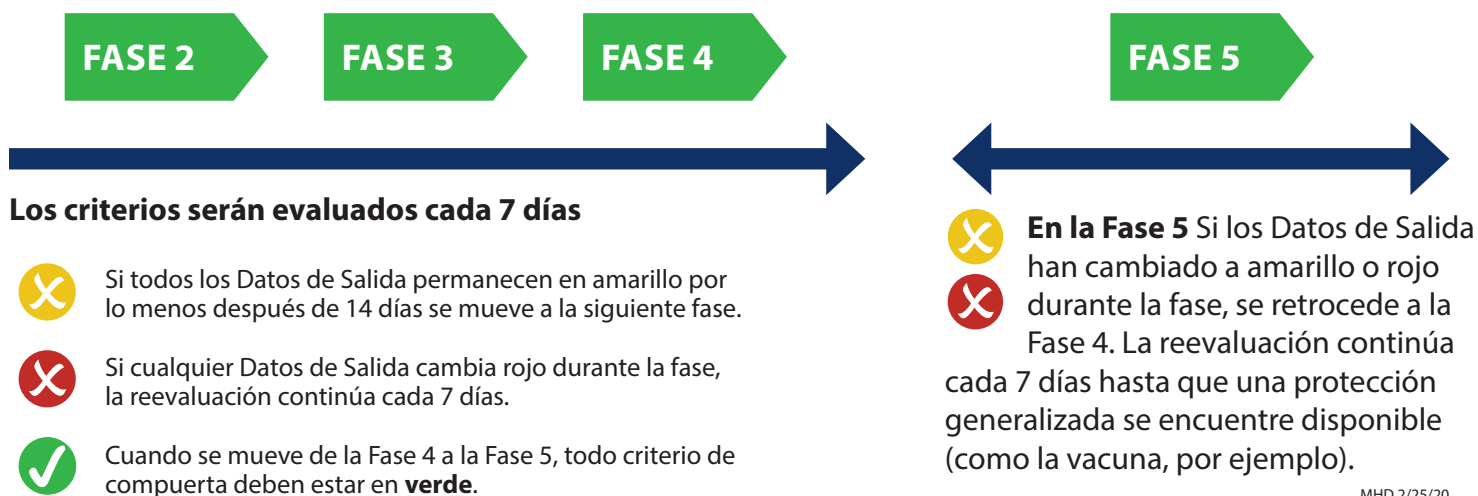 FASE 2
FASE 3
FASE 4
FASE 5
Los criterios serán evaluados cada 7 días
Si todos los Datos de Salida permanecen en amarillo por
lo menos después de 14 días se mueve a la siguiente fase.
Si cualquier Datos de Salida cambia rojo durante la fase,
la reevaluación continúa cada 7 días.
Cuando se mueve de la Fase 4 a la Fase 5, todo criterio de
compuerta deben estar en verde.
En la Fase 5 Si los Datos de Salida
han cambiado a amarillo o rojo
durante la fase, se retrocede a la
Fase 4. La reevaluación continúa
cada 7 días hasta que una protección
generalizada se encuentre disponible
(como la vacuna, por ejemplo).
MHD 2/25/20